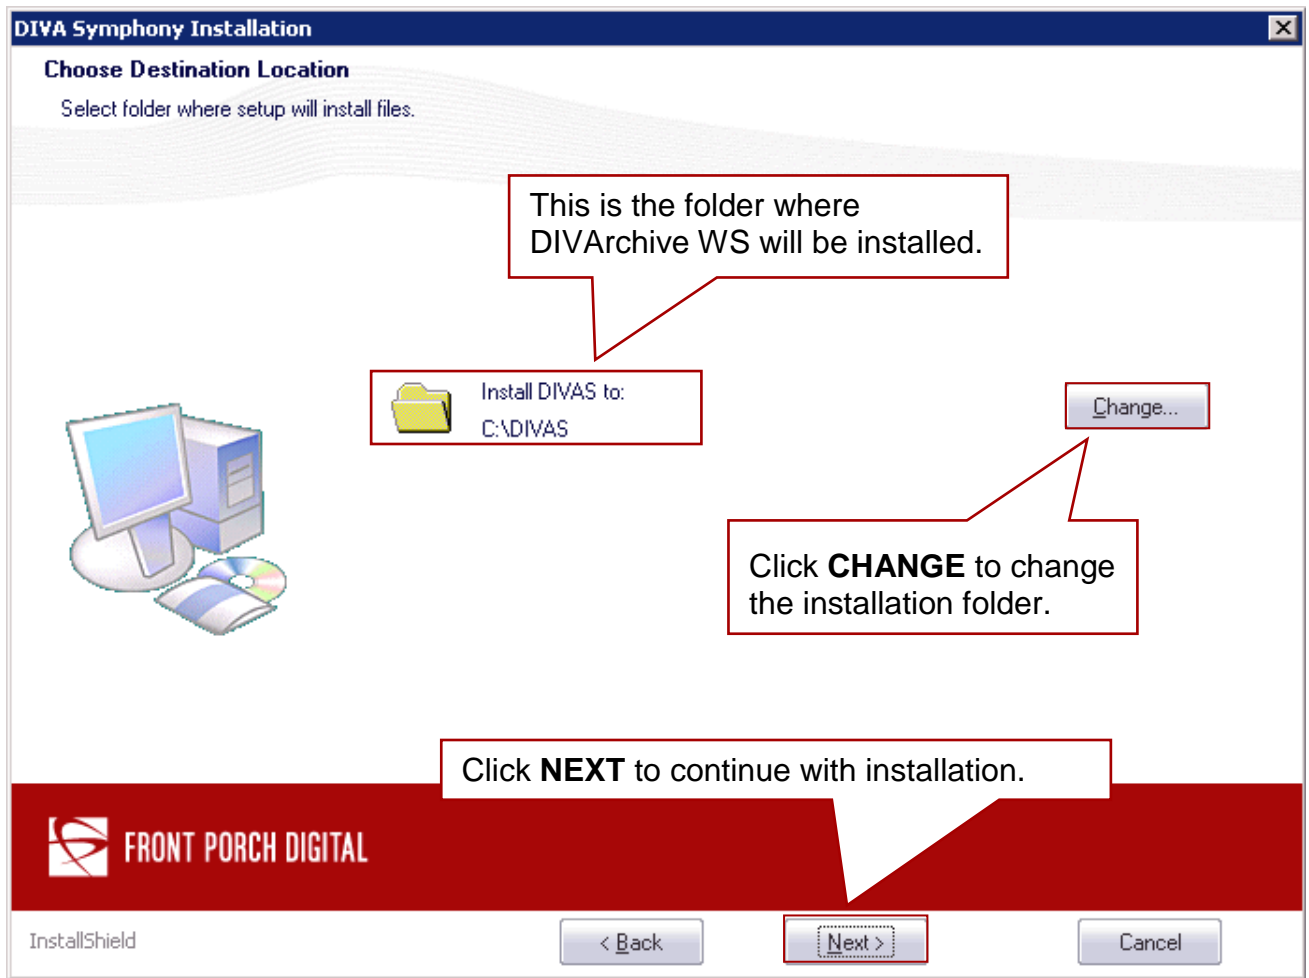 DIVA Symphony Installation
Choose Destination Location
Select folder where setup will install files.
This is the folder where
DIVArchive WS will be installed.
Install DIVAS to:
C:\DIVAS
Change...
Click CHANGE to change
the installation folder.
Click NEXT to continue with installation.
FRONT PORCH DIGITAL
InstallShield
< Back
Next >
Cancel